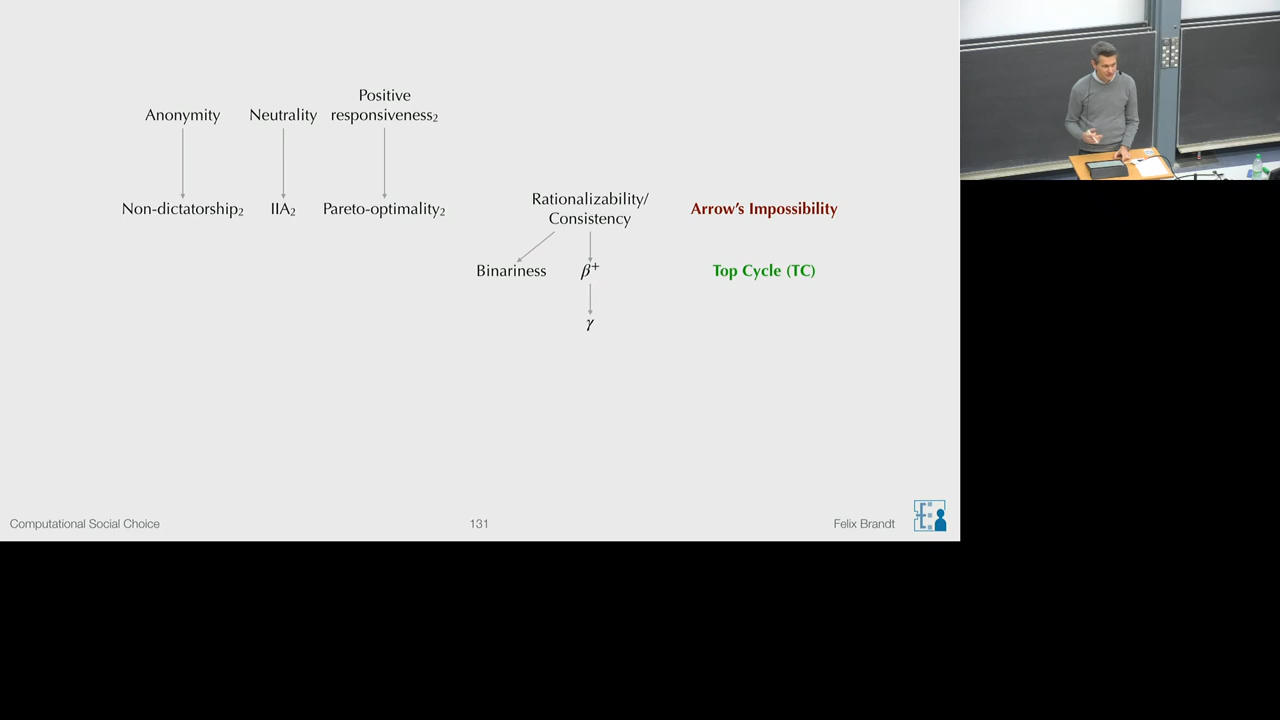 Positive
Anonymity Neutrality responsiveness₂
Rationalizability/
Non-dictatorship₂ IIA₂ Pareto-optimality₂ Consistency Arrow's Impossibility
Binariness β⁺ Top Cycle (TC)
γ
Computational Social Choice 131 Felix Brandt